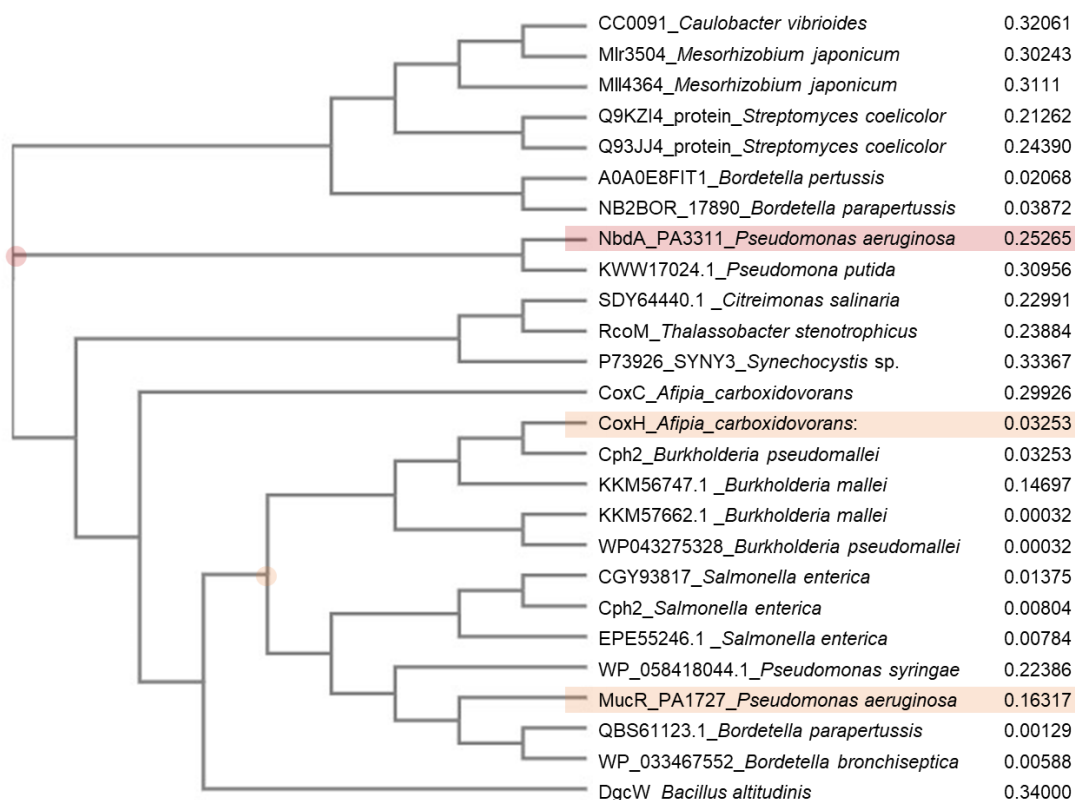 CC0091_Caulobacter vibrioides 0.32061
Mlr3504_Mesorhizobium japonicum 0.30243
Mll4364_Mesorhizobium japonicum 0.3111
Q9KZI4_protein_Streptomyces coelicolor 0.21262
Q93JJ4_protein_Streptomyces coelicolor 0.24390
A0A0E8FIT1_Bordetella pertussis 0.02068
NB2BOR_17890_Bordetella parapertussis 0.03872
NbdA_PA3311_Pseudomonas aeruginosa 0.25265
KWW17024.1_Pseudomona putida 0.30956
SDY64440.1_Citreimonas salinaria 0.22991
RcoM_Thalassobacter stenotrophicus 0.23884
P73926_SYNY3_Synechocystis sp. 0.33367
CoxC_Afipia_carboxidovorans 0.29926
CoxH_Afipia_carboxidovorans: 0.03253
Cph2_Burkholderia pseudomallei 0.03253
KKM56747.1 _Burkholderia mallei 0.14697
KKM57662.1 _Burkholderia mallei 0.00032
WP043275328_Burkholderia pseudomallei 0.00032
CGY93817_Salmonella enterica 0.01375
Cph2_Salmonella enterica 0.00804
EPE55246.1 _Salmonella enterica 0.00784
WP_058418044.1_Pseudomonas syringae 0.22386
MucR_PA1727_Pseudomonas aeruginosa 0.16317
QBS61123.1_Bordetella parapertussis 0.00129
WP_033467552_Bordetella bronchiseptica 0.00588
DgcW_Bacillus altitudinis 0.34000